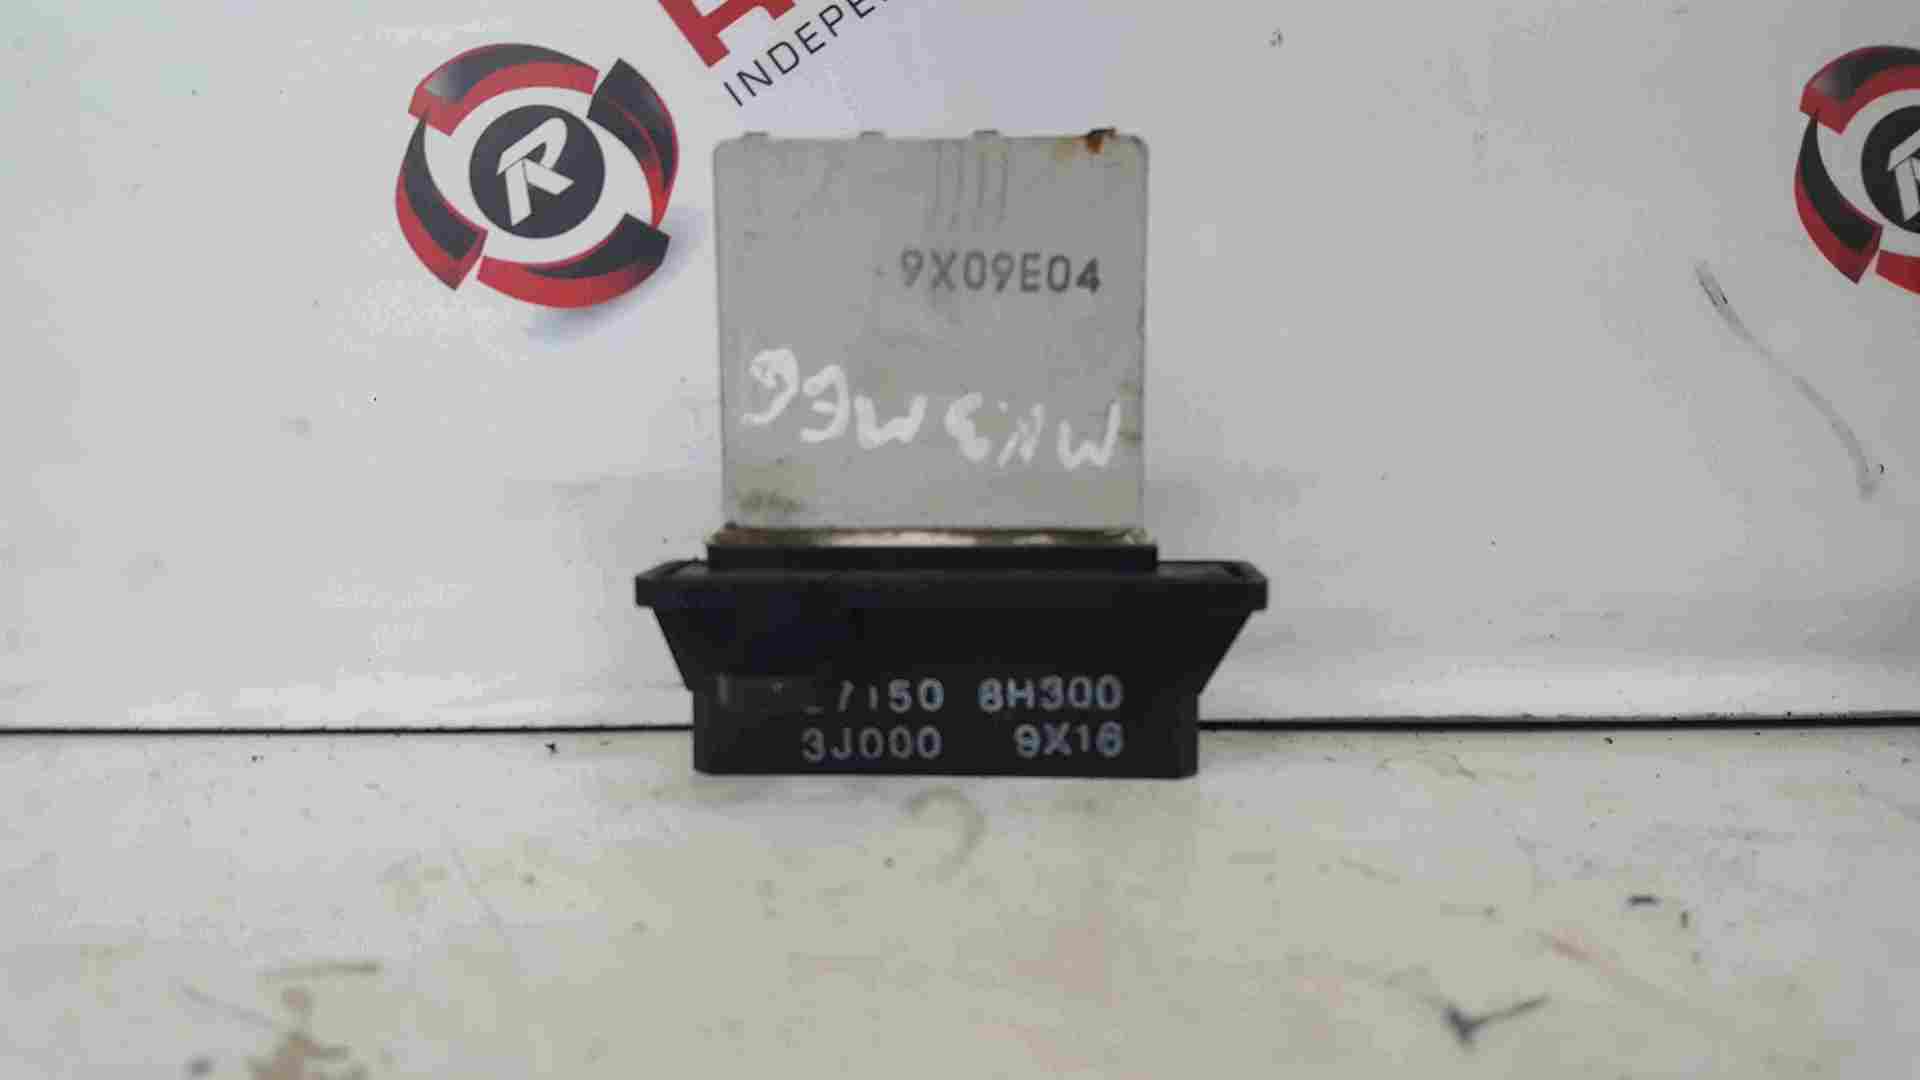 INDEPE
R
9X09E04
7150 8H300
3J000 9X16